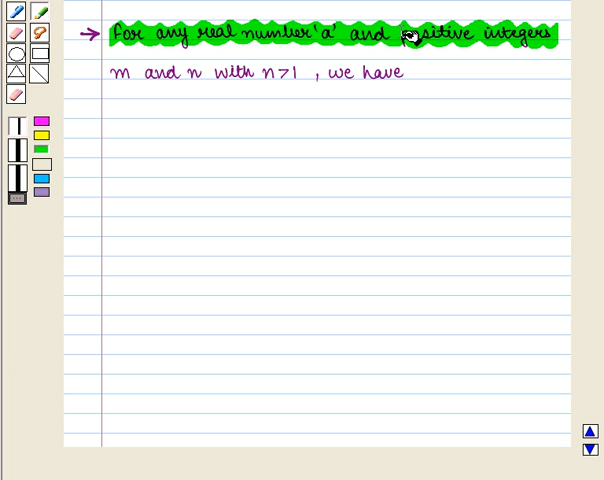 → For any real number 'a' and positive integers
m and n with n>1 , we have